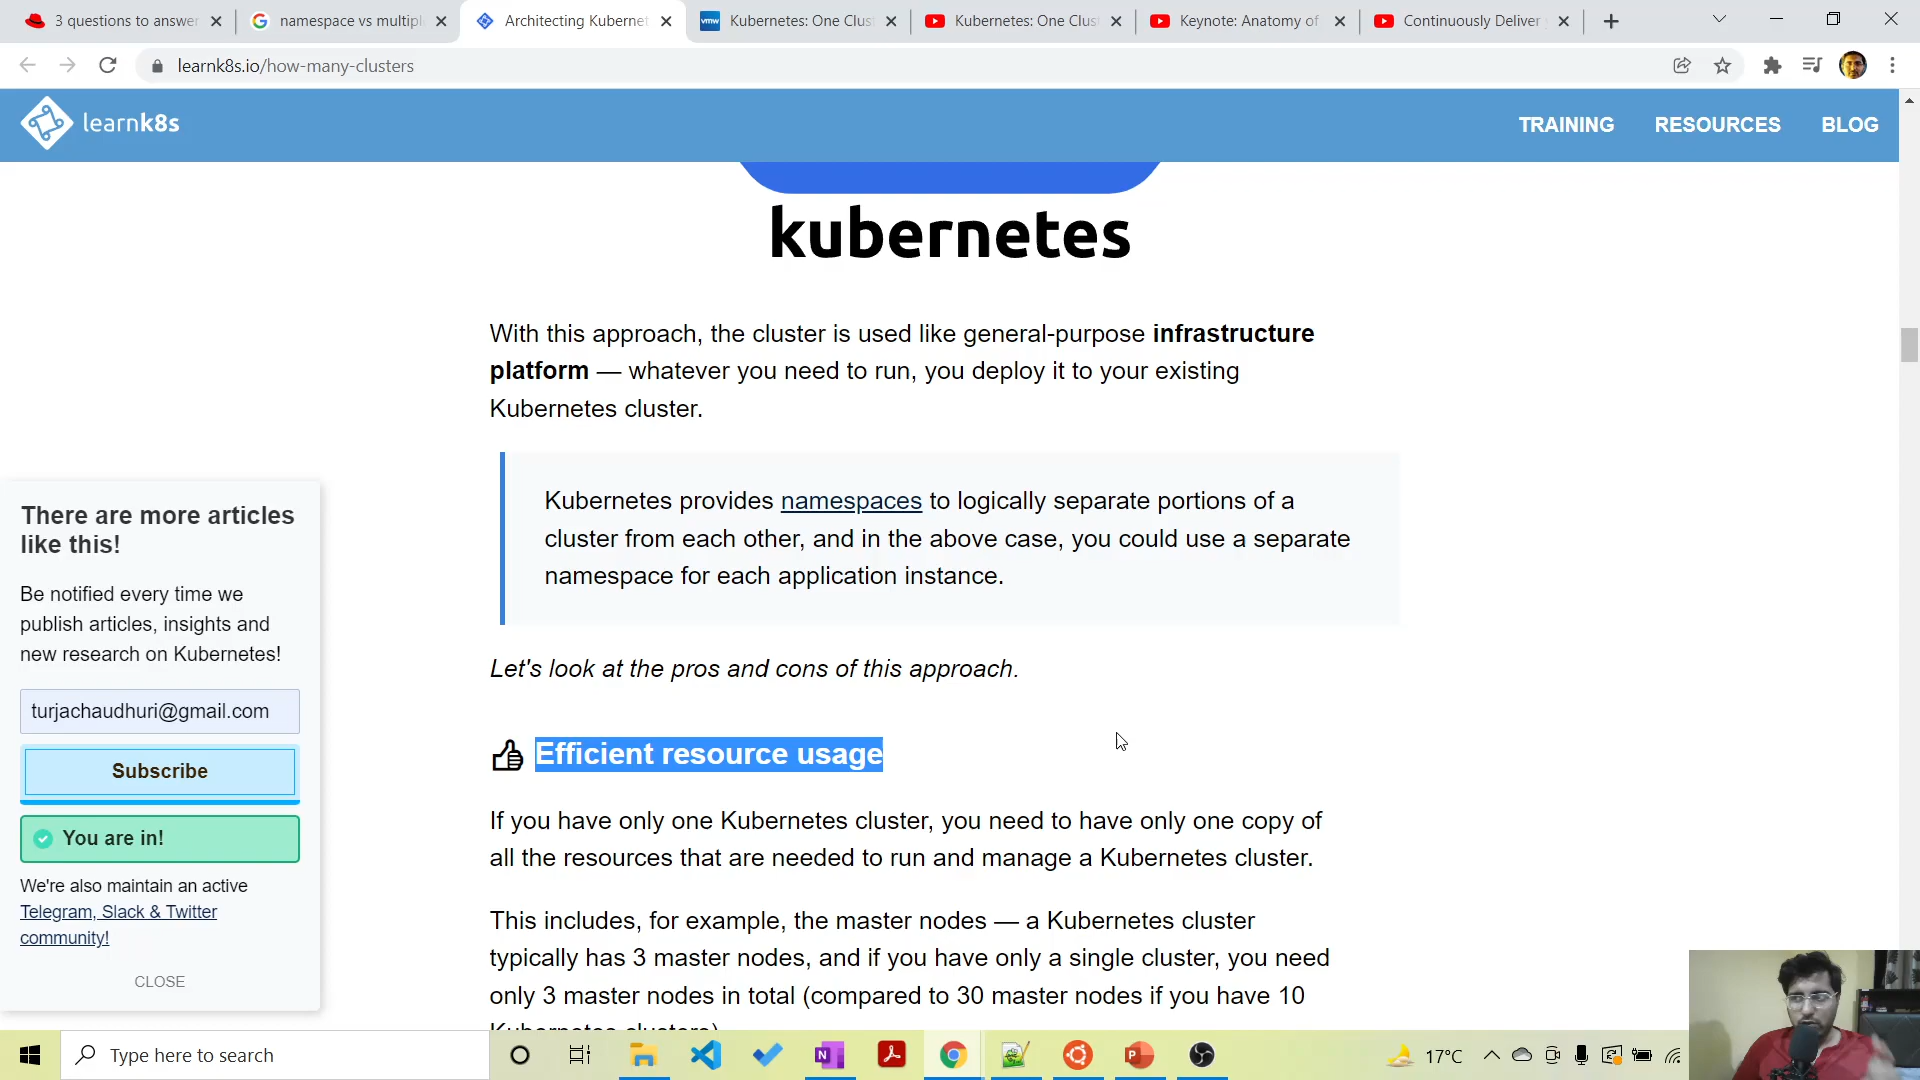 3 questions to answer
namespace vs multipl
Architecting Kubernet
vmw
Kubernetes: One Clus
Kubernetes: One Clus
Keynote: Anatomy of
Continuously Deliver
learnk8s.io/how-many-clusters
learnk8s
TRAINING
RESOURCES
BLOG
kubernetes
With this approach, the cluster is used like general-purpose infrastructure
platform — whatever you need to run, you deploy it to your existing
Kubernetes cluster.
Kubernetes provides namespaces to logically separate portions of a
cluster from each other, and in the above case, you could use a separate
namespace for each application instance.
Let's look at the pros and cons of this approach.
Efficient resource usage
If you have only one Kubernetes cluster, you need to have only one copy of
all the resources that are needed to run and manage a Kubernetes cluster.
This includes, for example, the master nodes — a Kubernetes cluster
typically has 3 master nodes, and if you have only a single cluster, you need
only 3 master nodes in total (compared to 30 master nodes if you have 10
Kubernetes clusters)
There are more articles
like this!
Be notified every time we
publish articles, insights and
new research on Kubernetes!
turjachaudhuri@gmail.com
Subscribe
You are in!
We're also maintain an active
Telegram, Slack & Twitter
community!
CLOSE
Type here to search
17°C